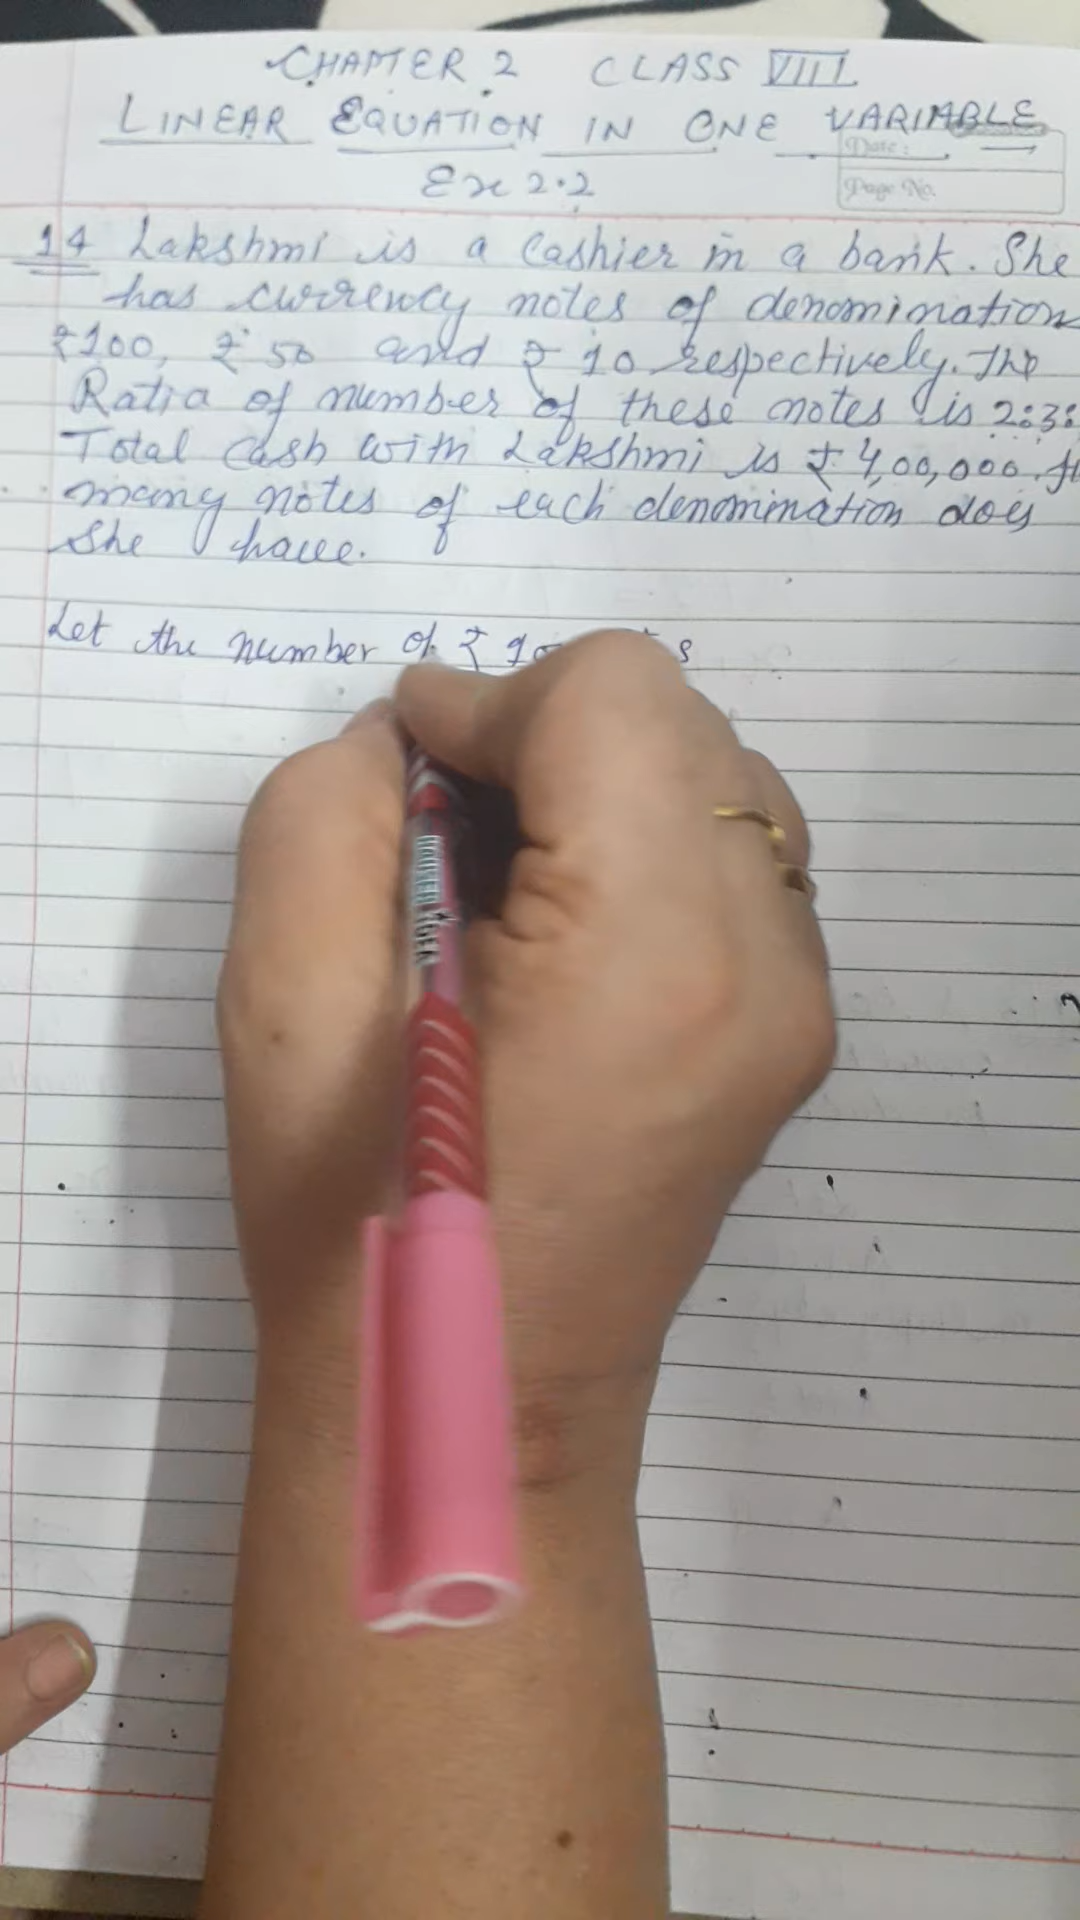 CHAPTER 2 CLASS VIII
LINEAR EQUATION IN ONE VARIABLE
Date:
Page No.
Ex 2.2
14 Lakshmi is a cashier in a bank. She
has currency notes of denomination
₹100, ₹50 and ₹10 respectively. The
Ratio of number of these notes is 2:3:
Total cash with Lakshmi is ₹4,00,000.
many notes of each denomination does
She have.
Let the number of ₹